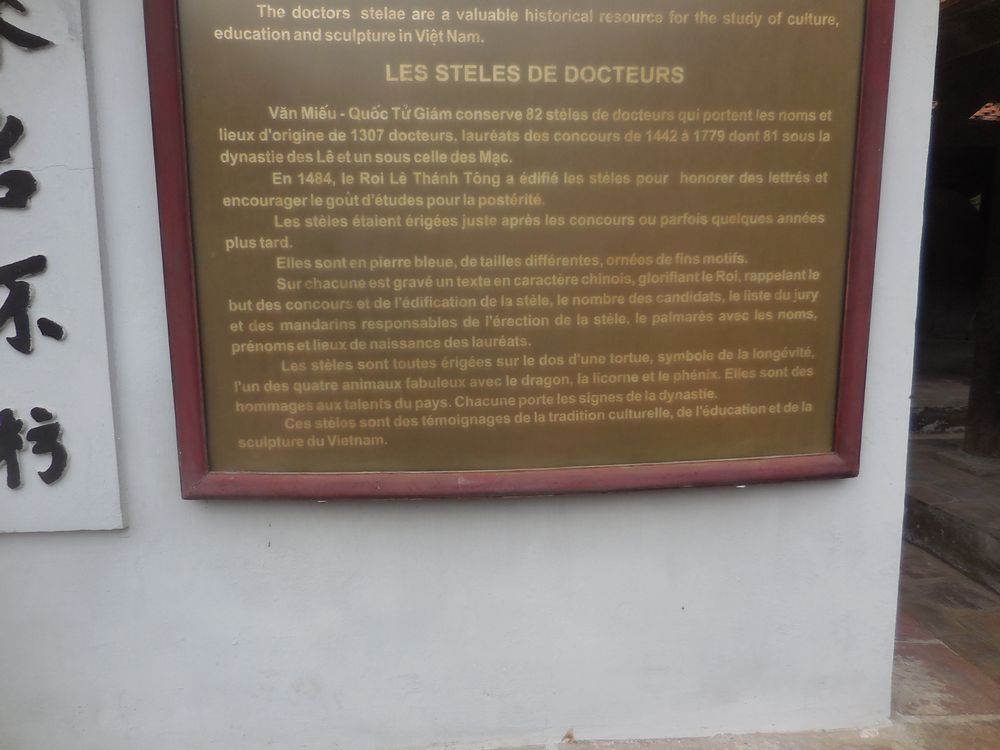 The doctors stelae are a valuable historical resource for the study of culture,
education and sculpture in Việt Nam.
LES STELES DE DOCTEURS
Văn Miếu - Quốc Tử Giám conserve 82 stèles de docteurs qui portent les noms et
lieux d'origine de 1307 docteurs, lauréats des concours de 1442 à 1779 dont 81 sous la
dynastie des Lê et un sous celle des Mạc.
En 1484, le Roi Lê Thánh Tông a édifié les stèles pour honorer des lettrés et
encourager le goût d'études pour la postérité.
Les stèles étaient érigées juste après les concours ou parfois quelques années
plus tard.
Elles sont en pierre bleue, de tailles différentes, ornées de fins motifs.
Sur chacune est gravé un texte en caractère chinois, glorifiant le Roi, rappelant le
but des concours et de l'édification de la stèle, le nombre des candidats, le liste du jury
et des mandarins responsables de l'érection de la stèle, le palmarès avec les noms,
prénoms et lieux de naissance des lauréats.
Les stèles sont toutes érigées sur le dos d'une tortue, symbole de la longévité,
l'un des quatre animaux fabuleux avec le dragon, la licorne et le phénix. Elles sont des
hommages aux talents du pays. Chacune porte les signes de la dynastie.
Ces stèles sont des témoignages de la tradition culturelle, de l'éducation et de la
sculpture du Vietnam.
不
朽